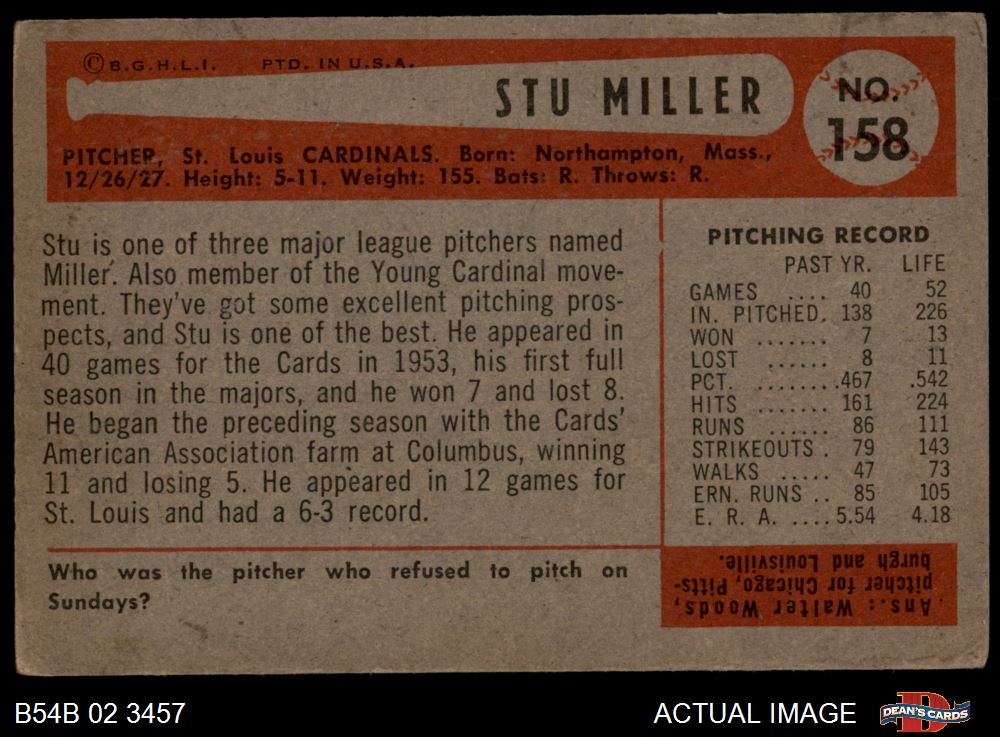 © B.G.H.L.I. PTD. IN U.S.A.
STU MILLER
NO.
158
PITCHER, St. Louis CARDINALS. Born: Northampton, Mass.,
12/26/27. Height: 5-11. Weight: 155. Bats: R. Throws: R.
Stu is one of three major league pitchers named
Miller. Also member of the Young Cardinal move-
ment. They've got some excellent pitching pros-
pects, and Stu is one of the best. He appeared in
40 games for the Cards in 1953, his first full
season in the majors, and he won 7 and lost 8.
He began the preceding season with the Cards'
American Association farm at Columbus, winning
11 and losing 5. He appeared in 12 games for
St. Louis and had a 6-3 record.
PITCHING RECORD
PAST YR. LIFE
GAMES .... 40 52
IN. PITCHED. 138 226
WON ....... 7 13
LOST ...... 8 11
PCT. ........467 .542
HITS ....... 161 224
RUNS ...... 86 111
STRIKEOUTS . 79 143
WALKS ..... 47 73
ERN. RUNS .. 85 105
E. R. A. ....5.54 4.18
Who was the pitcher who refused to pitch on
Sundays?
Ans.: Walter Woods,
pitcher for Chicago, Pitts-
burgh and Louisville.
B54B 02 3457
ACTUAL IMAGE
DEAN'S CARDS